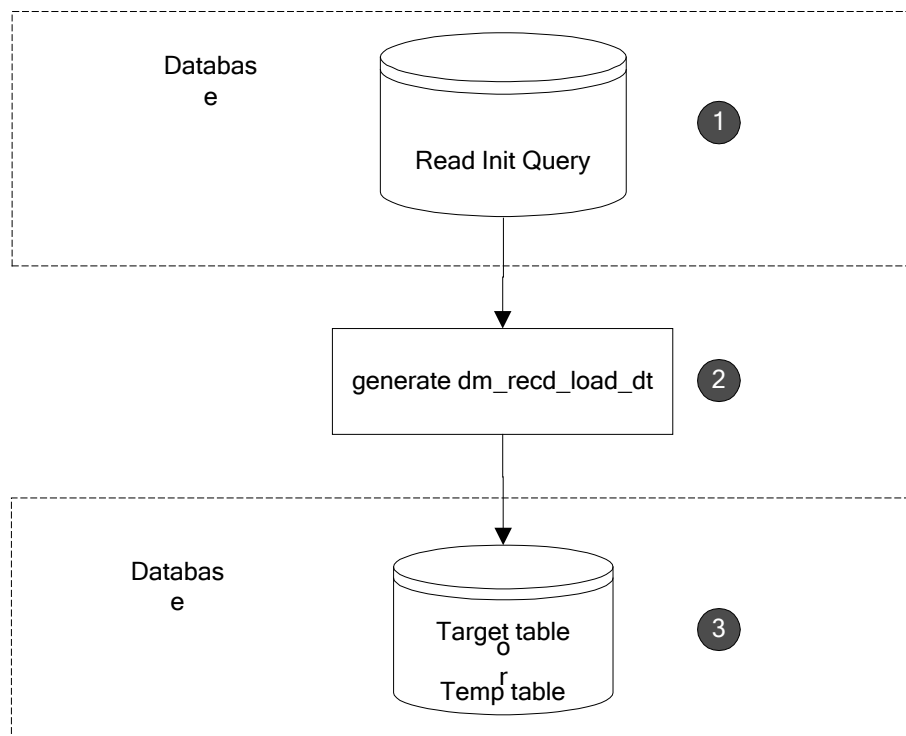 Databas
e
Read Init Query
1
generate dm_recd_load_dt
2
Databas
e
Target table
o
r
Temp table
3